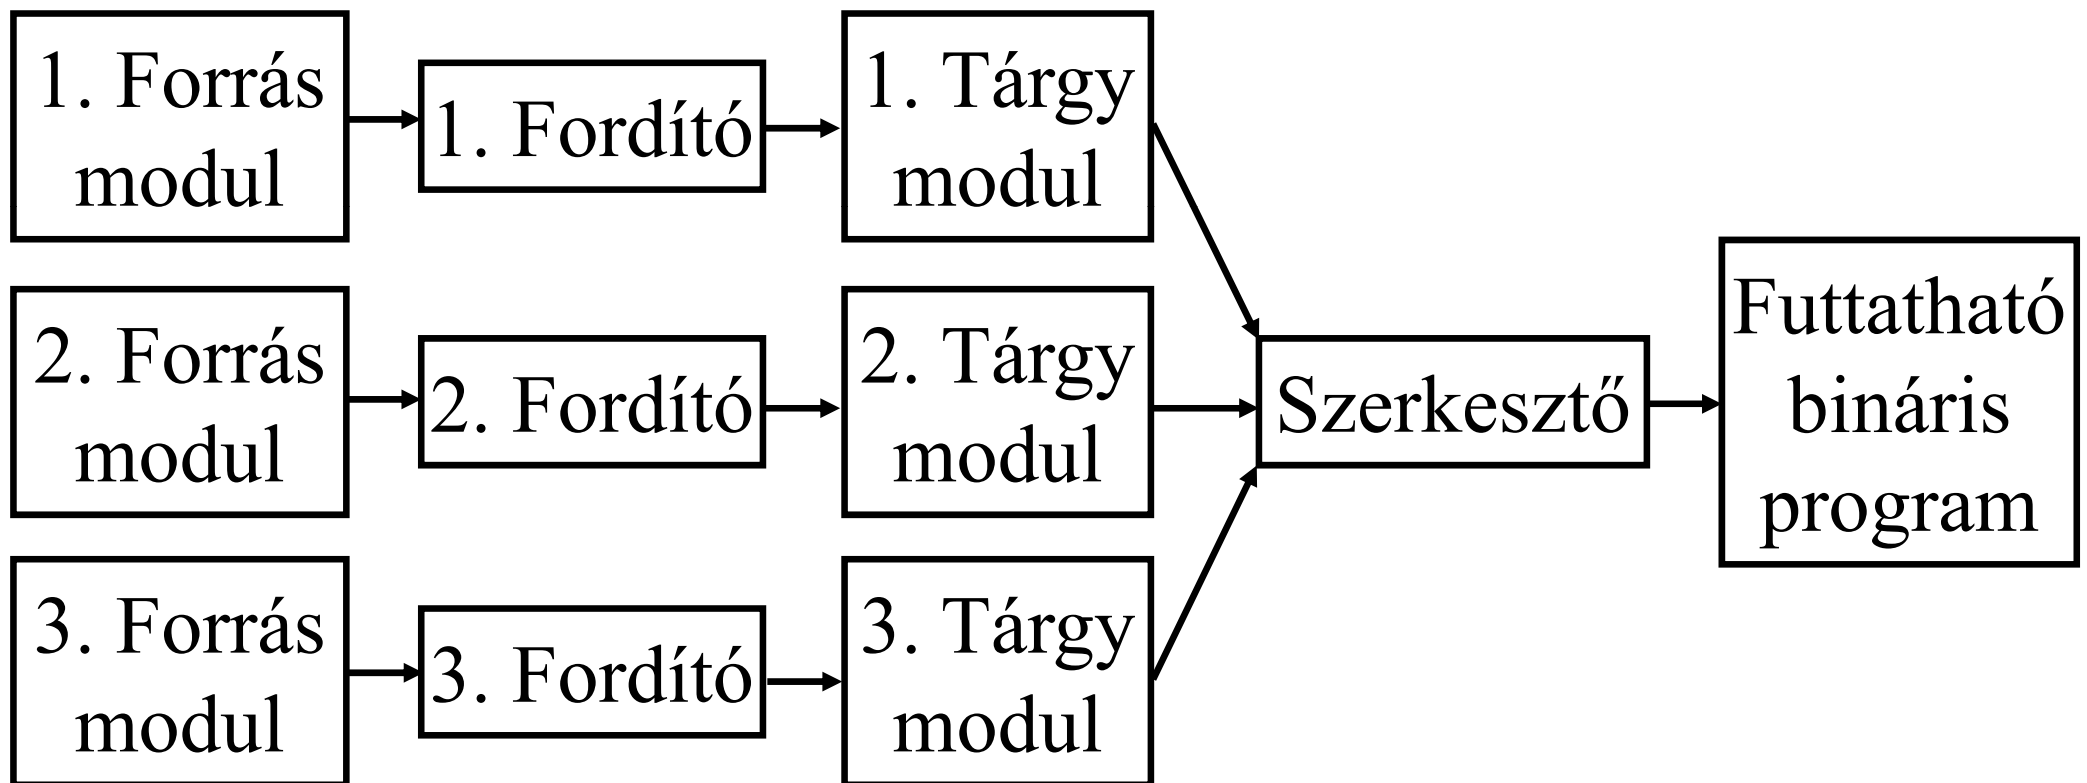 1. Forrás
modul
1. Fordító
1. Tárgy
modul
2. Forrás
modul
2. Fordító
2. Tárgy
modul
3. Forrás
modul
3. Fordító
3. Tárgy
modul
Szerkesztő
Futtatható
bináris
program